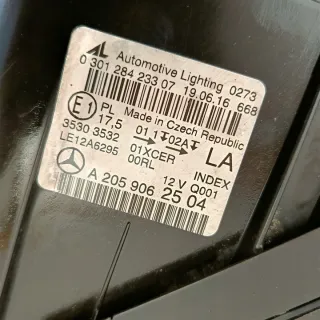 AL Automotive Lighting 0273
0 301 284 233 07 19.06.16 668
E1 PL Made in Czech Republic
17,5 01 1 02A
3530 3532 01XCER LA
LE12A6295 00RL INDEX
12 V Q001
A 205 906 25 04